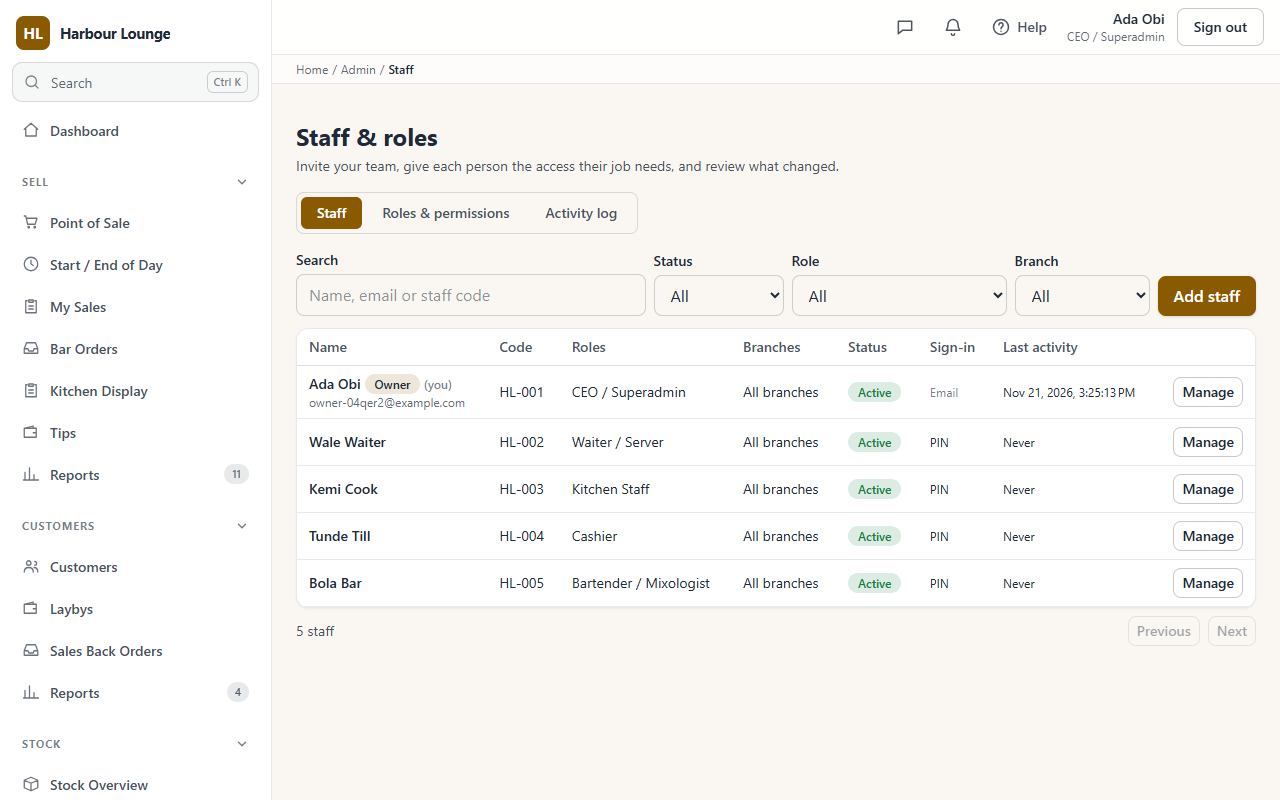 HL Harbour Lounge
Search Ctrl K
Dashboard
SELL
Point of Sale
Start / End of Day
My Sales
Bar Orders
Kitchen Display
Tips
Reports 11
CUSTOMERS
Customers
Laybys
Sales Back Orders
Reports 4
STOCK
Stock Overview
Help
Ada Obi
CEO / Superadmin
Sign out
Home / Admin / Staff
Staff & roles
Invite your team, give each person the access their job needs, and review what changed.
Staff Roles & permissions Activity log
Search Status Role Branch
Name, email or staff code All All All Add staff
Name Code Roles Branches Status Sign-in Last activity
Ada Obi Owner (you) HL-001 CEO / Superadmin All branches Active Email Nov 21, 2026, 3:25:13 PM Manage
owner-04qer2@example.com
Wale Waiter HL-002 Waiter / Server All branches Active PIN Never Manage
Kemi Cook HL-003 Kitchen Staff All branches Active PIN Never Manage
Tunde Till HL-004 Cashier All branches Active PIN Never Manage
Bola Bar HL-005 Bartender / Mixologist All branches Active PIN Never Manage
5 staff Previous Next